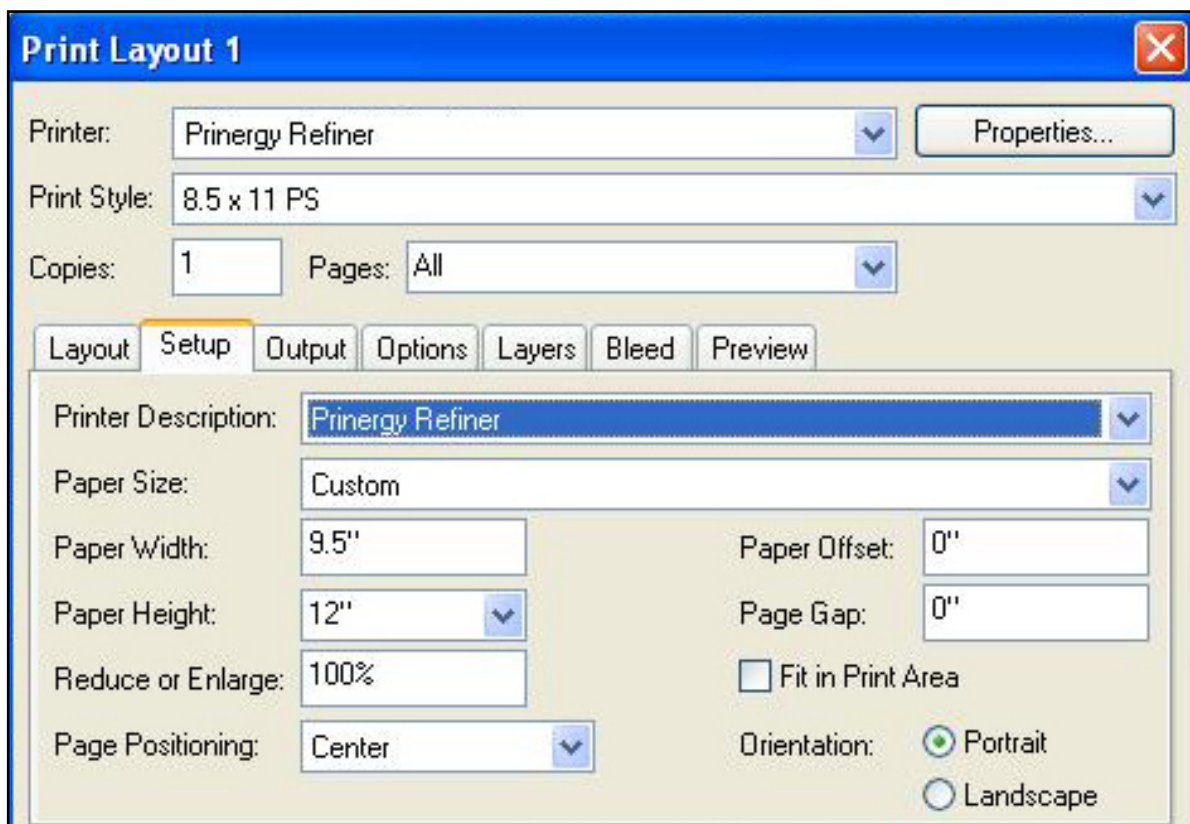 Print Layout 1
Printer: Prinergy Refiner Properties...
Print Style: 8.5 x 11 PS
Copies: 1 Pages: All
Layout Setup Output Options Layers Bleed Preview
Printer Description: Prinergy Refiner
Paper Size: Custom
Paper Width: 9.5" Paper Offset: 0"
Paper Height: 12" Page Gap: 0"
Reduce or Enlarge: 100% Fit in Print Area
Page Positioning: Center Orientation: Portrait
Landscape